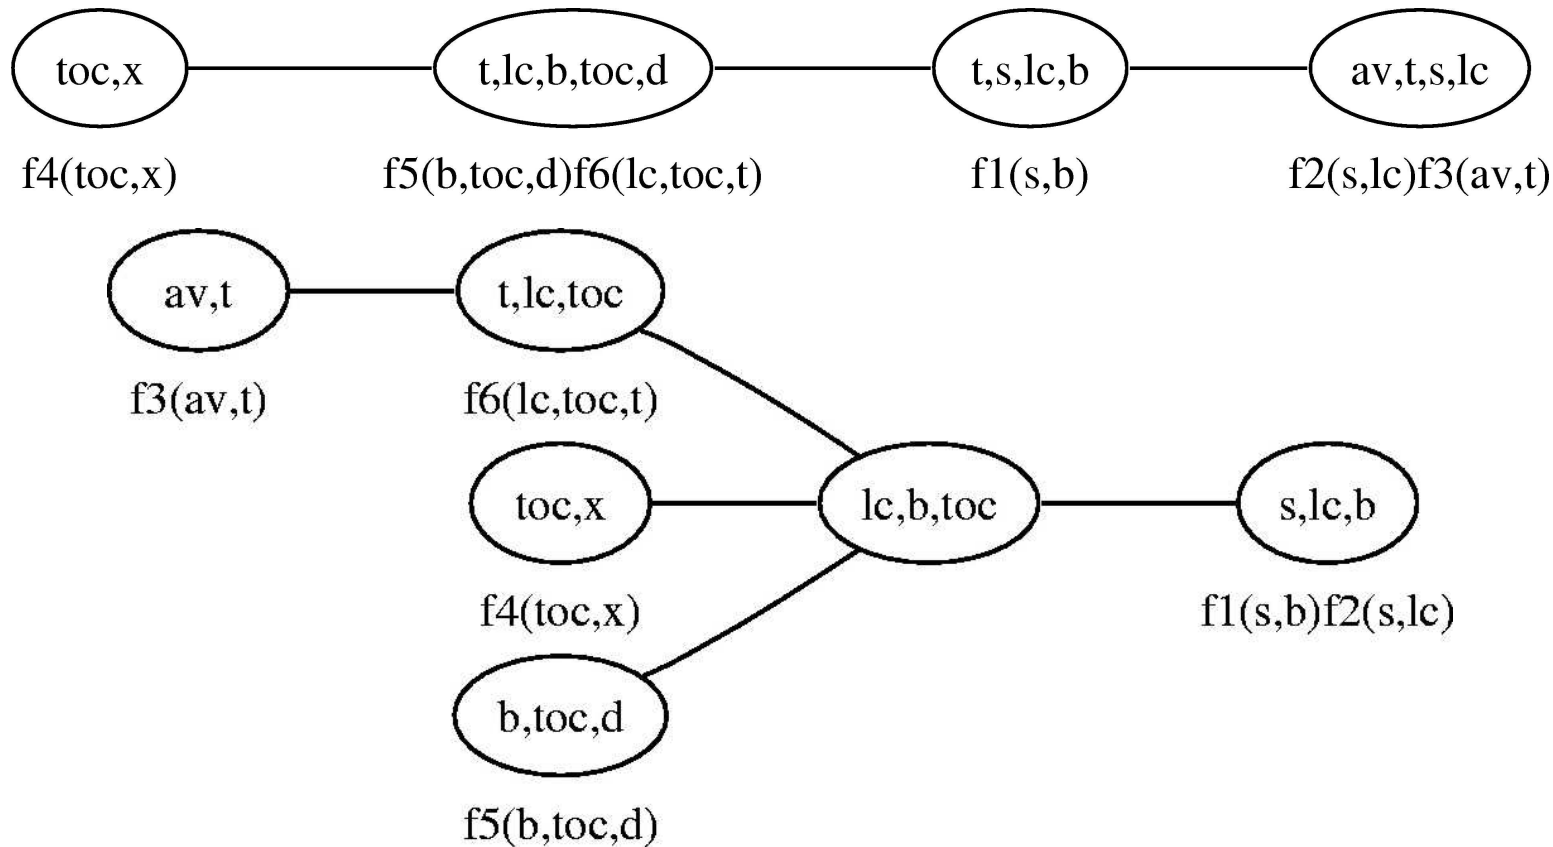 toc,x t,lc,b,toc,d t,s,lc,b av,t,s,lc
f4(toc,x) f5(b,toc,d)f6(lc,toc,t) f1(s,b) f2(s,lc)f3(av,t)
av,t t,lc,toc
f3(av,t) f6(lc,toc,t)
toc,x lc,b,toc s,lc,b
f4(toc,x) f1(s,b)f2(s,lc)
b,toc,d
f5(b,toc,d)